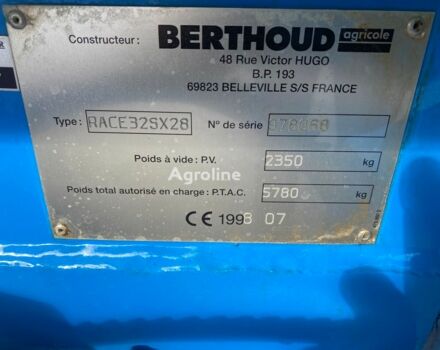 Constructeur : BERTHOUD agricole
48 Rue Victor HUGO
B.P. 193
69823 BELLEVILLE S/S FRANCE
Type : RACE32SX28 N° de série
Poids à vide : P.V. 2350 kg
Agroline
Poids total autorisé en charge : P.T.A.C. 5780 kg
CE 1993 07